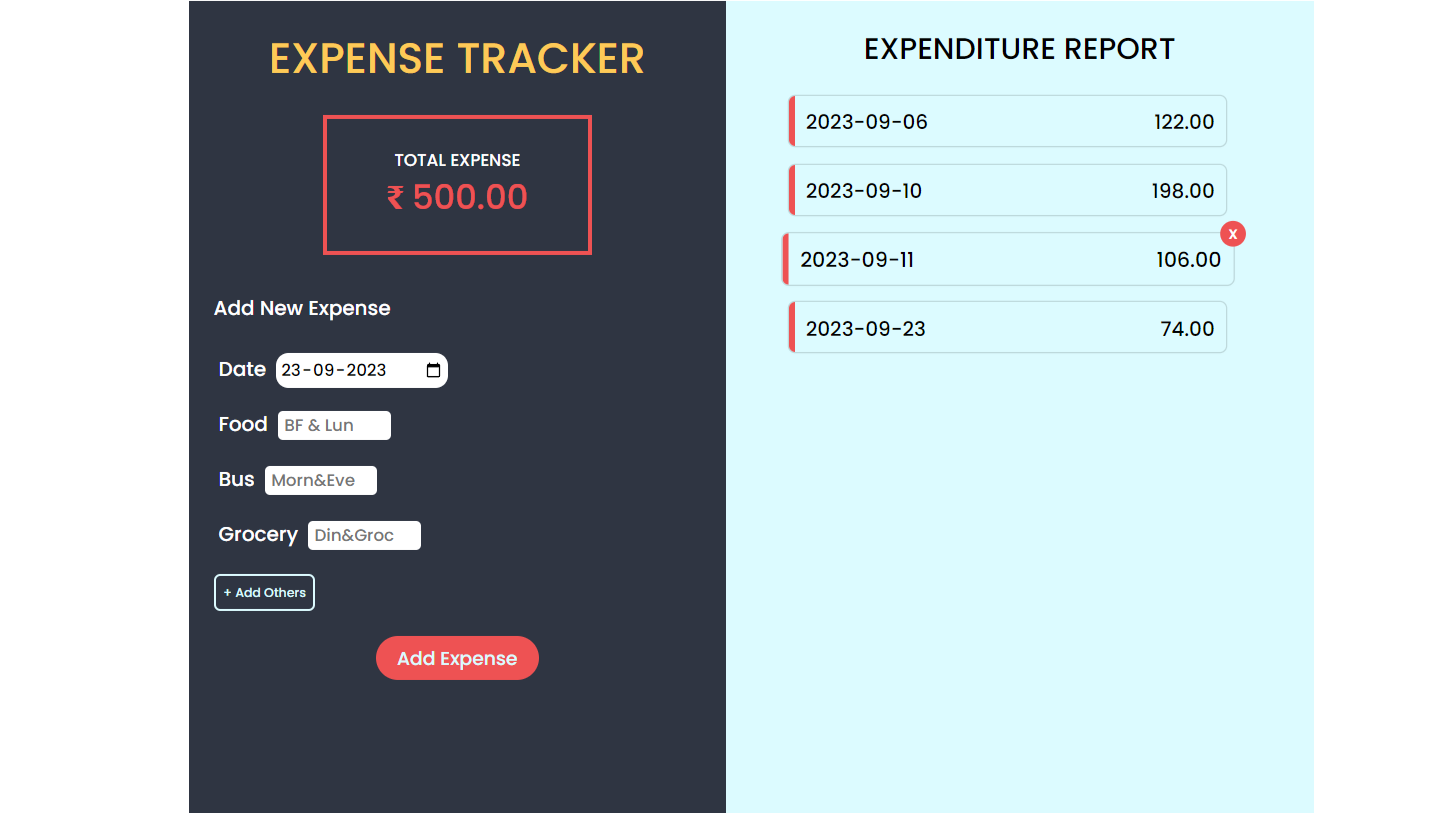 EXPENSE TRACKER
TOTAL EXPENSE
₹ 500.00
Add New Expense
Date 23-09-2023
Food BF & Lun
Bus Morn&Eve
Grocery Din&Groc
+ Add Others
Add Expense
EXPENDITURE REPORT
2023-09-06 122.00
2023-09-10 198.00
X
2023-09-11 106.00
2023-09-23 74.00